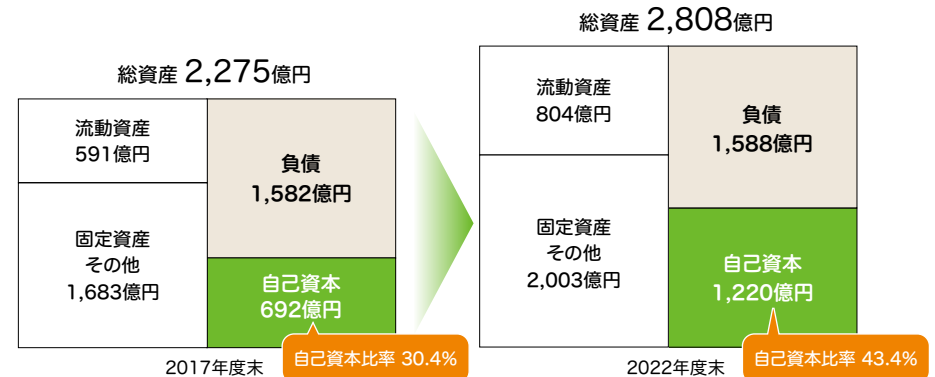 総資産 2,275億円
流動資産
591億円
固定資産
その他
1,683億円
負債
1,582億円
自己資本
692億円
自己資本比率 30.4%
2017年度末
総資産 2,808億円
流動資産
804億円
固定資産
その他
2,003億円
負債
1,588億円
自己資本
1,220億円
自己資本比率 43.4%
2022年度末